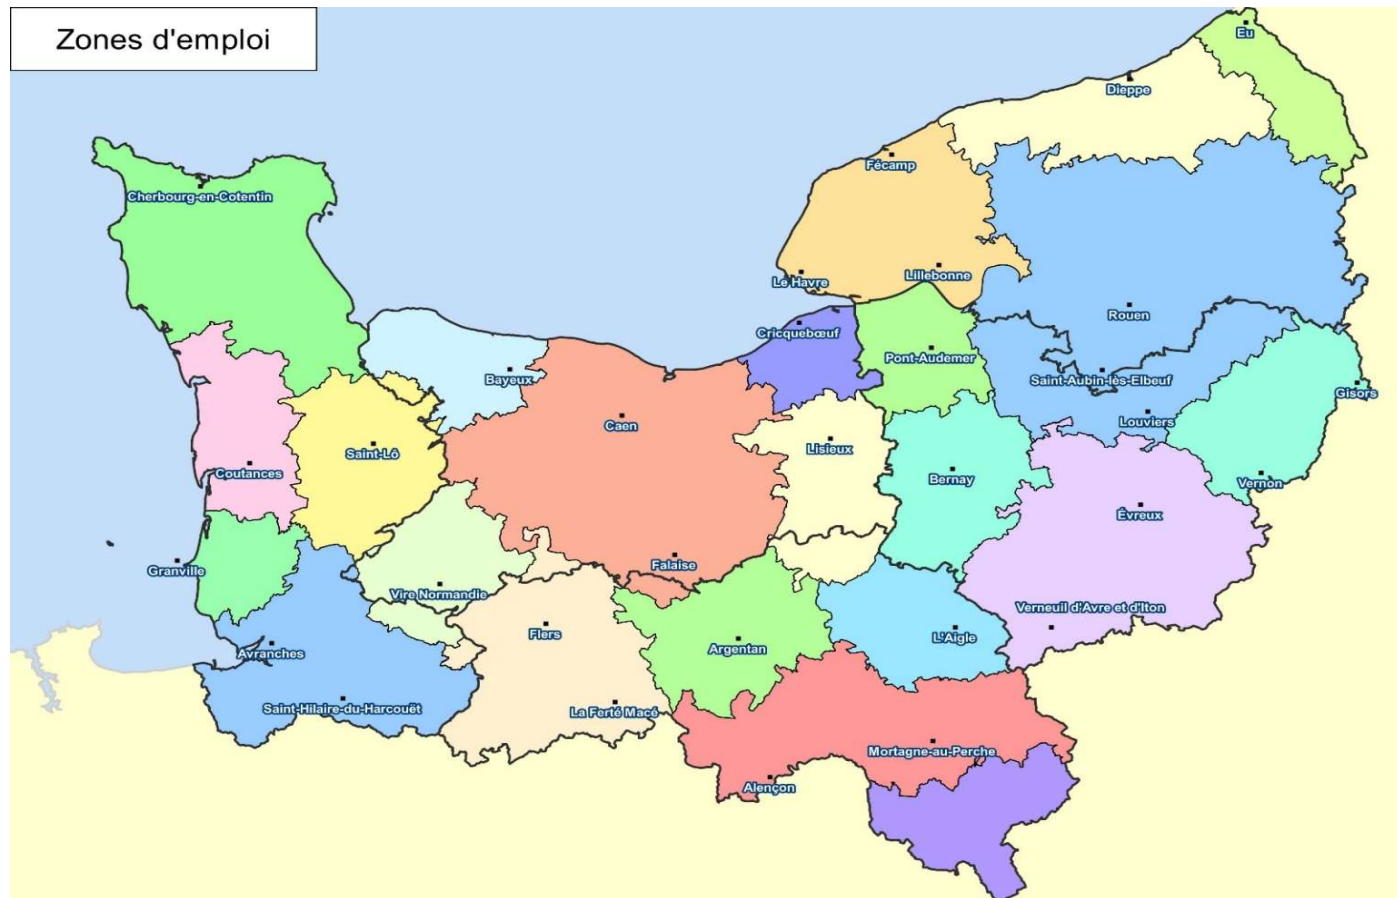 Zones d'emploi
Eu
Dieppe
Fécamp
Cherbourg-en-Cotentin
Lillebonne
Le Havre
Rouen
Cricquebœuf
Pont-Audemer
Bayeux
Saint-Aubin-lès-Elbeuf
Gisors
Louviers
Caen
Lisieux
Saint-Lô
Coutances
Bernay
Vernon
Évreux
Falaise
Granville
Vire Normandie
Verneuil d'Avre et d'Iton
Flers
L'Aigle
Argentan
Avranches
Saint-Hilaire-du-Harcouët
La Ferté Macé
Mortagne-au-Perche
Alençon